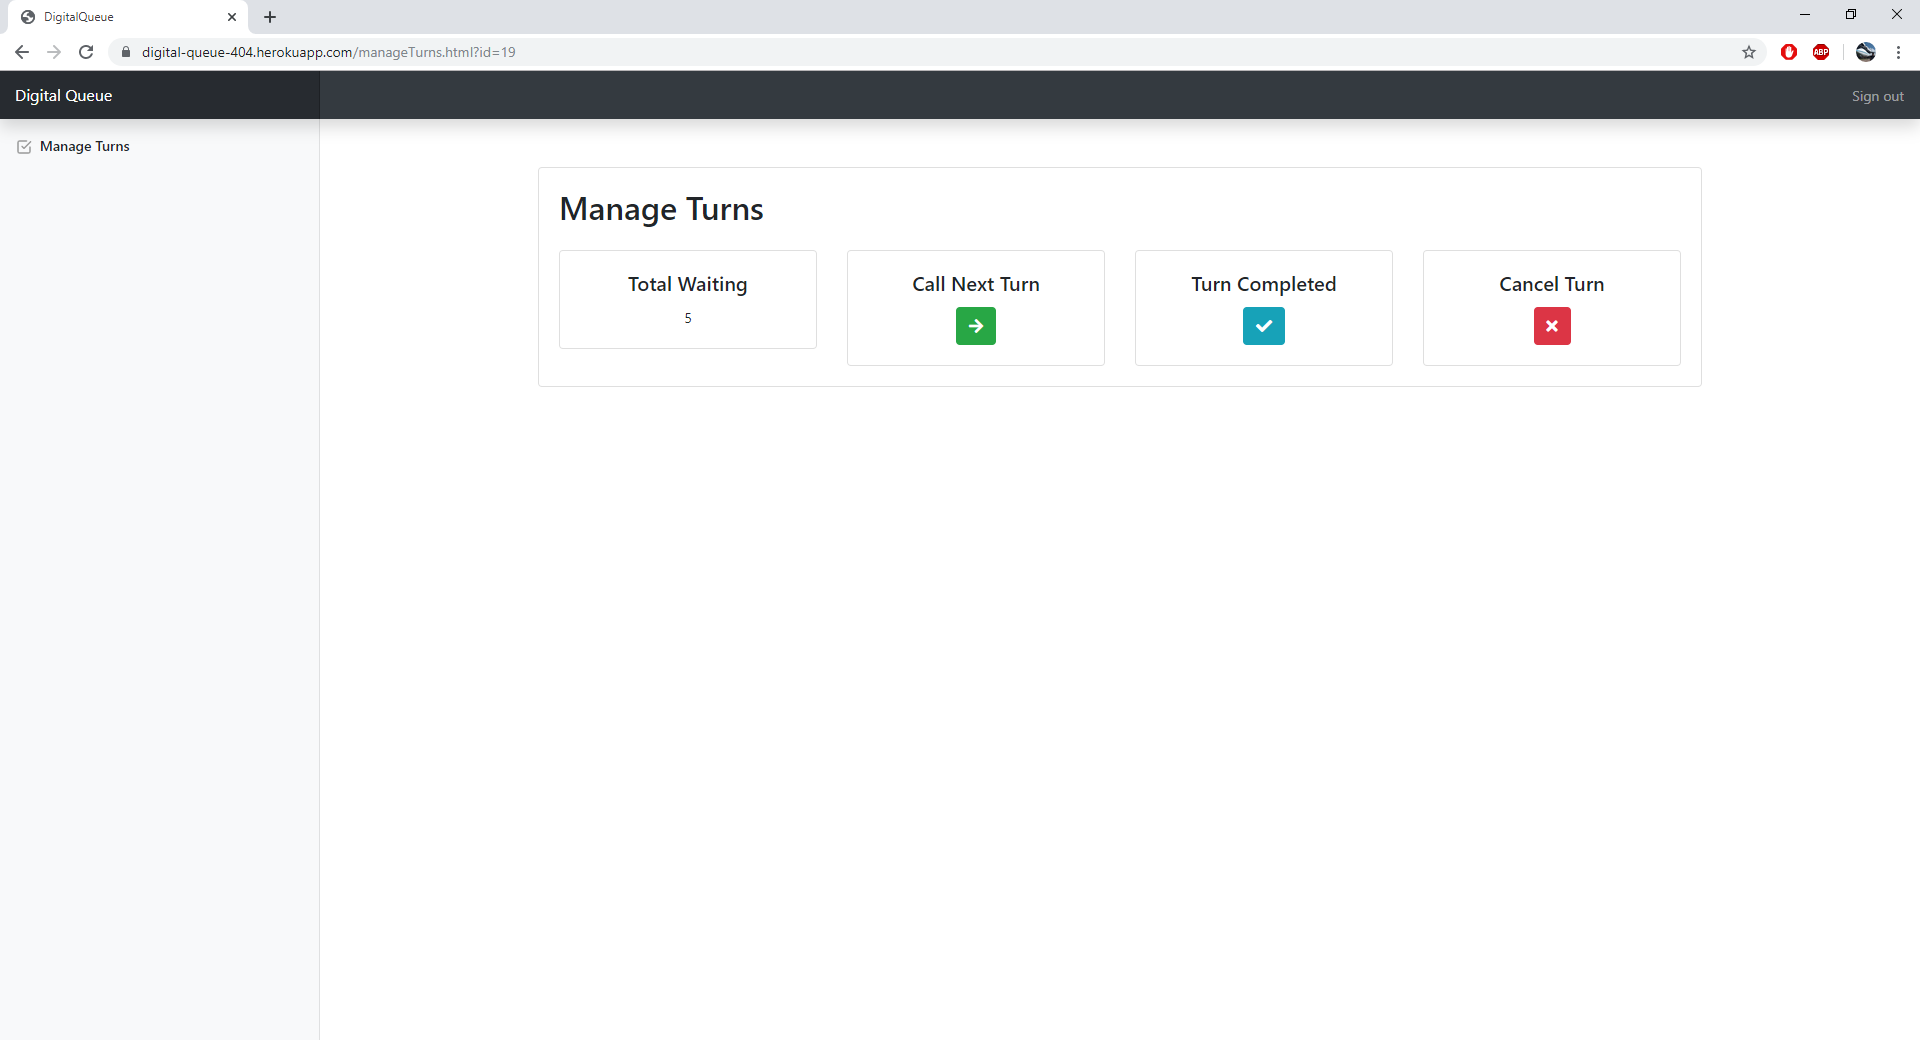 DigitalQueue
digital-queue-404.herokuapp.com/manageTurns.html?id=19
ABP
Digital Queue
Sign out
Manage Turns
Manage Turns
Total Waiting
5
Call Next Turn
Turn Completed
Cancel Turn